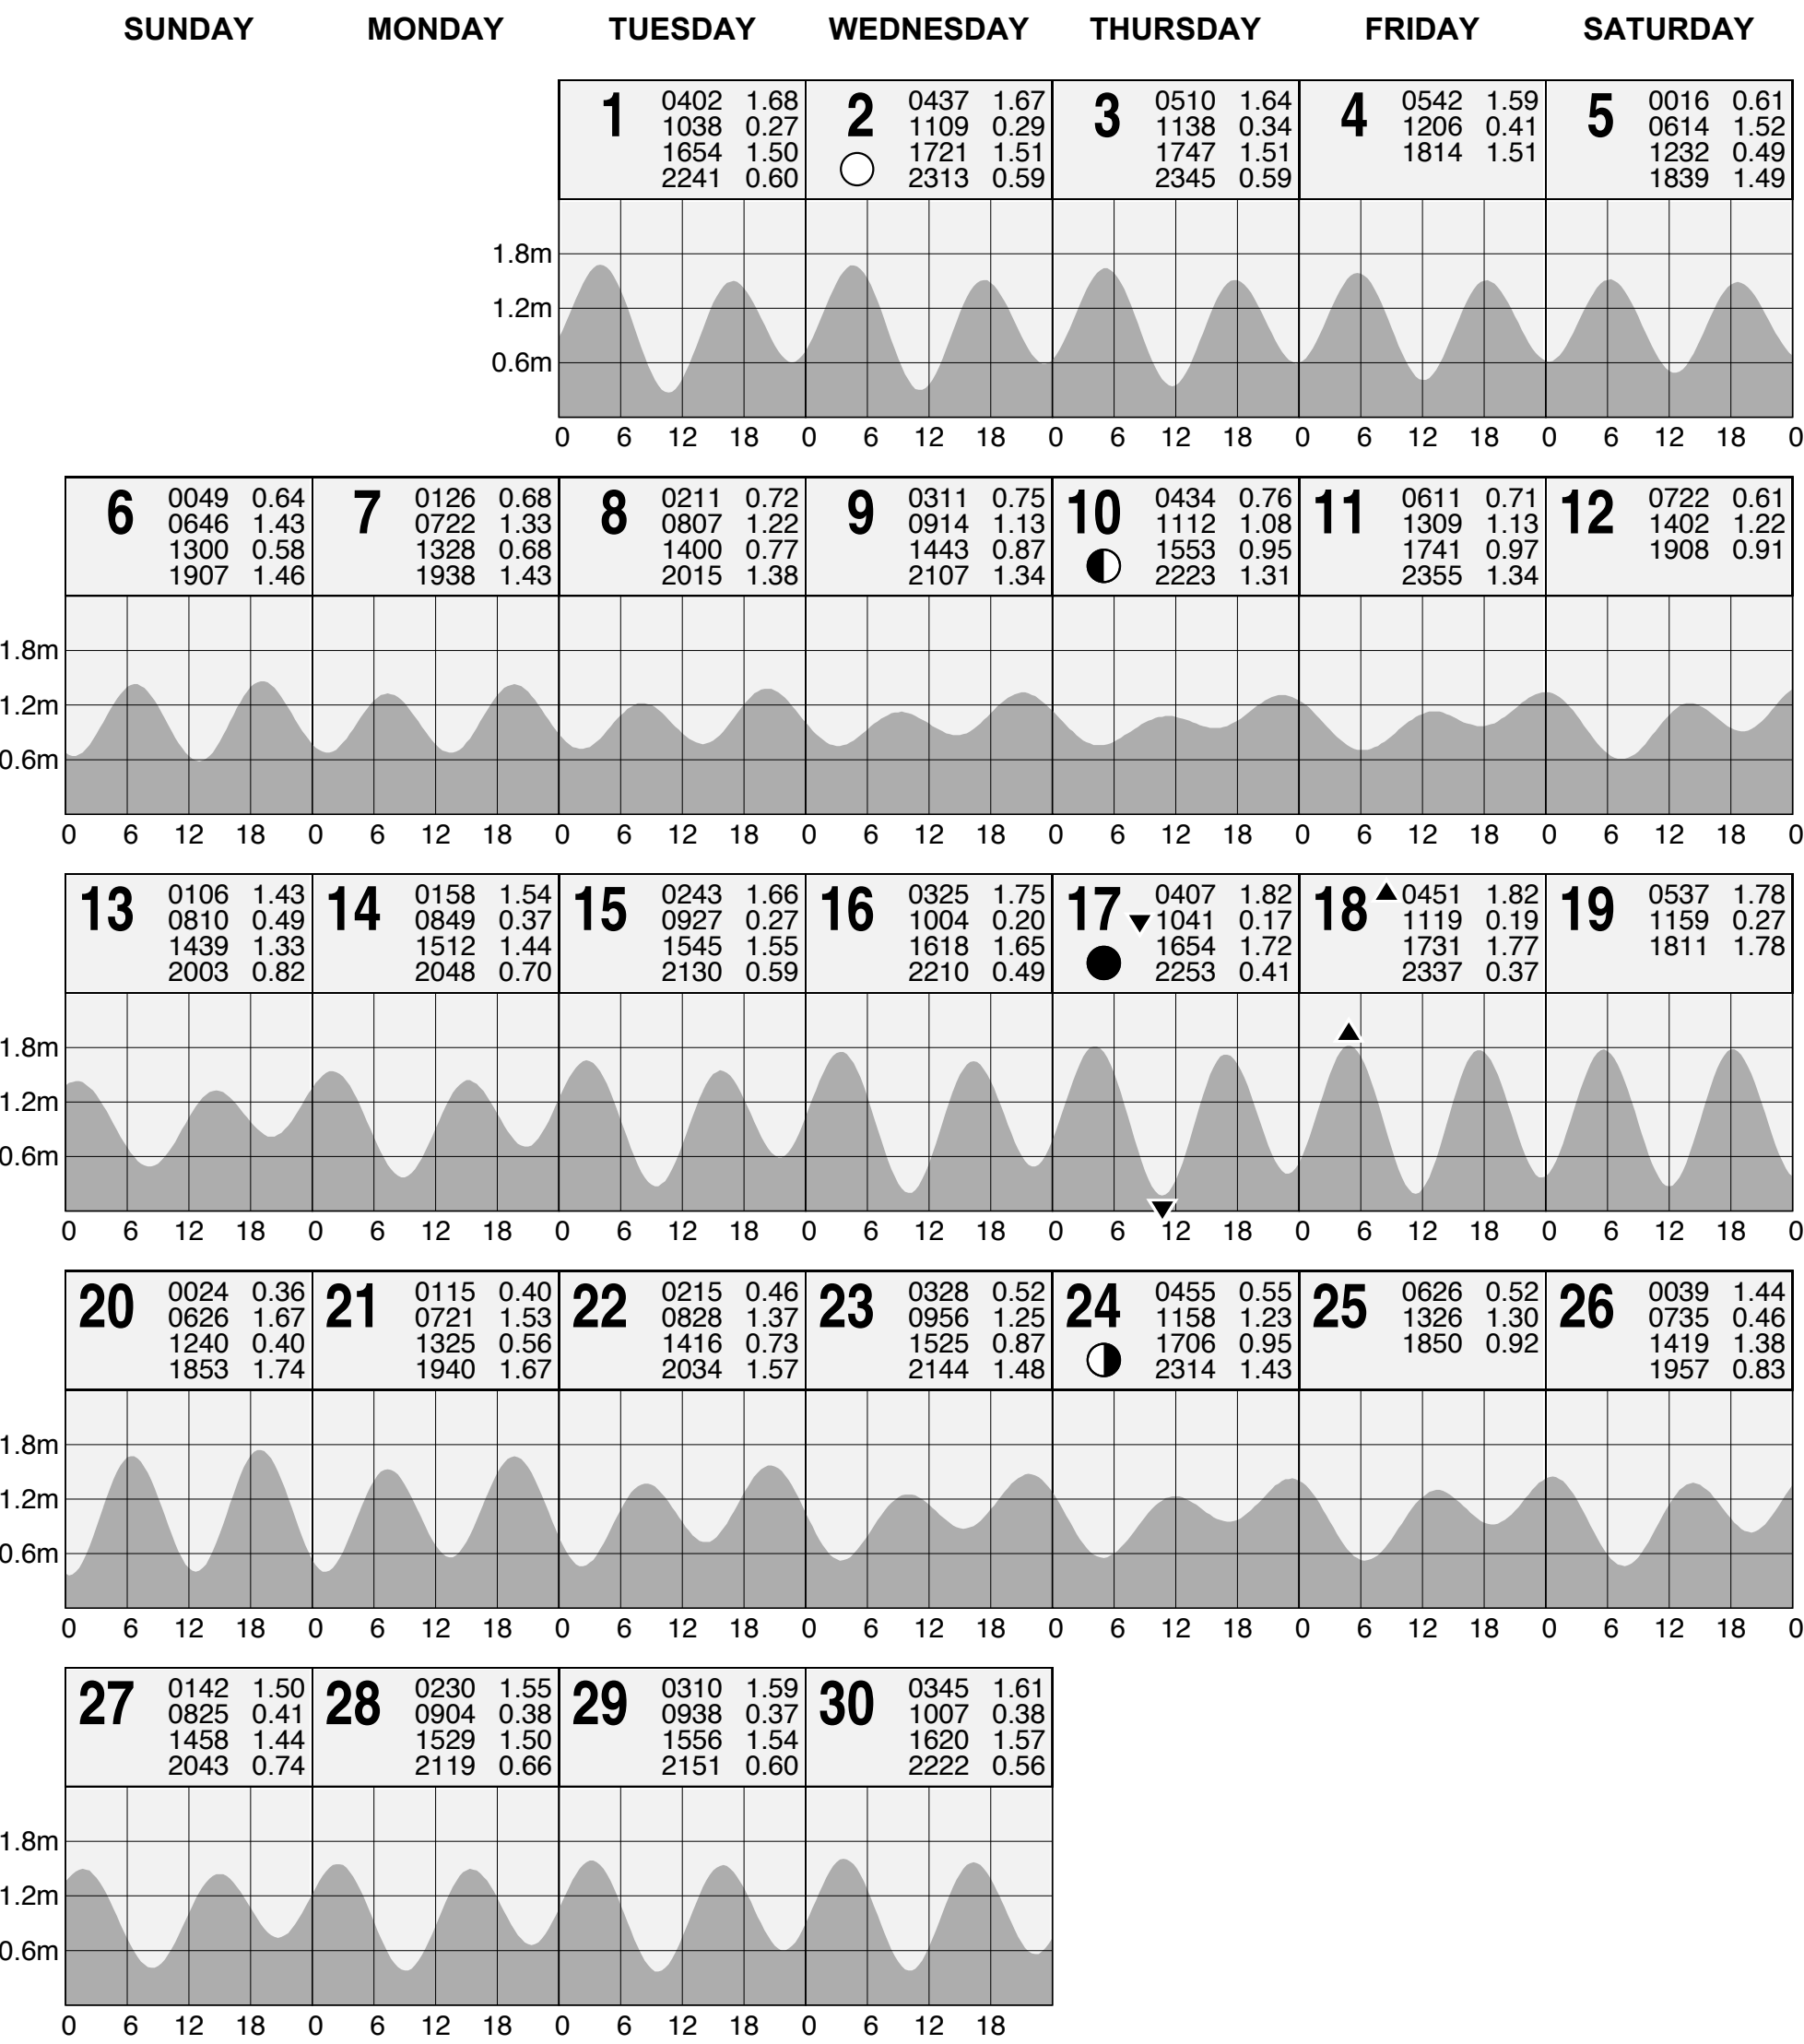 SUNDAY MONDAY TUESDAY WEDNESDAY THURSDAY FRIDAY SATURDAY
1 0402 1.68 2 0437 1.67 3 0510 1.64 4 0542 1.59 5 0016 0.61
1038 0.27 1109 0.29 1138 0.34 1206 0.41 0614 1.52
1654 1.50 1721 1.51 1747 1.51 1814 1.51 1232 0.49
2241 0.60 2313 0.59 2345 0.59 1839 1.49
1.8m
1.2m
0.6m
0 6 12 18 0 6 12 18 0 6 12 18 0 6 12 18 0 6 12 18 0
6 0049 0.64 7 0126 0.68 8 0211 0.72 9 0311 0.75 10 0434 0.76 11 0611 0.71 12 0722 0.61
0646 1.43 0722 1.33 0807 1.22 0914 1.13 1112 1.08 1309 1.13 1402 1.22
1300 0.58 1328 0.68 1400 0.77 1443 0.87 1553 0.95 1741 0.97 1908 0.91
1907 1.46 1938 1.43 2015 1.38 2107 1.34 2223 1.31 2355 1.34
1.8m
1.2m
0.6m
0 6 12 18 0 6 12 18 0 6 12 18 0 6 12 18 0 6 12 18 0 6 12 18 0 6 12 18 0
13 0106 1.43 14 0158 1.54 15 0243 1.66 16 0325 1.75 17 0407 1.82 18 0451 1.82 19 0537 1.78
0810 0.49 0849 0.37 0927 0.27 1004 0.20 1041 0.17 1119 0.19 1159 0.27
1439 1.33 1512 1.44 1545 1.55 1618 1.65 1654 1.72 1731 1.77 1811 1.78
2003 0.82 2048 0.70 2130 0.59 2210 0.49 2253 0.41 2337 0.37
1.8m
1.2m
0.6m
0 6 12 18 0 6 12 18 0 6 12 18 0 6 12 18 0 6 12 18 0 6 12 18 0 6 12 18 0
20 0024 0.36 21 0115 0.40 22 0215 0.46 23 0328 0.52 24 0455 0.55 25 0626 0.52 26 0039 1.44
0626 1.67 0721 1.53 0828 1.37 0956 1.25 1158 1.23 1326 1.30 0735 0.46
1240 0.40 1325 0.56 1416 0.73 1525 0.87 1706 0.95 1850 0.92 1419 1.38
1853 1.74 1940 1.67 2034 1.57 2144 1.48 2314 1.43 1957 0.83
1.8m
1.2m
0.6m
0 6 12 18 0 6 12 18 0 6 12 18 0 6 12 18 0 6 12 18 0 6 12 18 0 6 12 18 0
27 0142 1.50 28 0230 1.55 29 0310 1.59 30 0345 1.61
0825 0.41 0904 0.38 0938 0.37 1007 0.38
1458 1.44 1529 1.50 1556 1.54 1620 1.57
2043 0.74 2119 0.66 2151 0.60 2222 0.56
1.8m
1.2m
0.6m
0 6 12 18 0 6 12 18 0 6 12 18 0 6 12 18